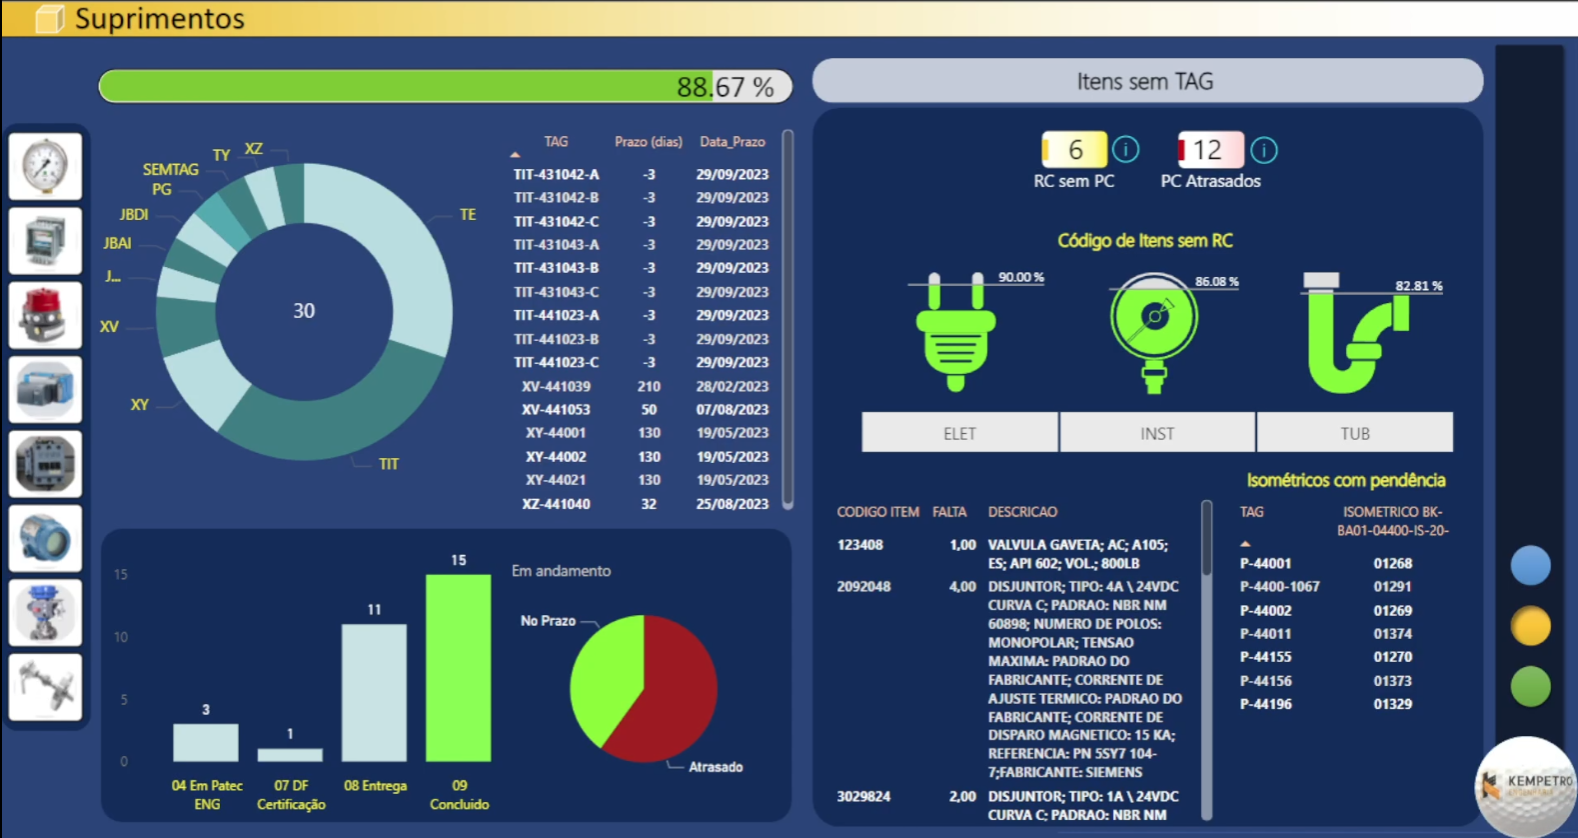 Suprimentos
88.67 %
TE
TIT
XY
XV
J...
JBAI
JBDI
PG
SEMTAG
TY
XZ
30
TAG Prazo (dias) Data_Prazo
TIT-431042-A -3 29/09/2023
TIT-431042-B -3 29/09/2023
TIT-431042-C -3 29/09/2023
TIT-431043-A -3 29/09/2023
TIT-431043-B -3 29/09/2023
TIT-431043-C -3 29/09/2023
TIT-441023-A -3 29/09/2023
TIT-441023-B -3 29/09/2023
TIT-441023-C -3 29/09/2023
XV-441039 210 28/02/2023
XV-441053 50 07/08/2023
XY-44001 130 19/05/2023
XY-44002 130 19/05/2023
XY-44021 130 19/05/2023
XZ-441040 32 25/08/2023
15
10
5
0
3
1
11
15
04 Em Patec
ENG
07 DF
Certificação
08 Entrega
09
Concluido
Em andamento
No Prazo
Atrasado
Itens sem TAG
6
RC sem PC
12
PC Atrasados
Código de Itens sem RC
90.00 %
86.08 %
82.81 %
ELET INST TUB
CODIGO ITEM FALTA DESCRICAO
123408 1,00 VALVULA GAVETA; AC; A105;
ES; API 602; VOL.; 800LB
2092048 4,00 DISJUNTOR; TIPO: 4A \ 24VDC
CURVA C; PADRAO: NBR NM
60898; NUMERO DE POLOS:
MONOPOLAR; TENSAO
MAXIMA: PADRAO DO
FABRICANTE; CORRENTE DE
AJUSTE TERMICO: PADRAO DO
FABRICANTE; CORRENTE DE
DISPARO MAGNETICO: 15 KA;
REFERENCIA: PN 5SY7 104-
7;FABRICANTE: SIEMENS
3029824 2,00 DISJUNTOR; TIPO: 1A \ 24VDC
CURVA C; PADRAO: NBR NM
Isométricos com pendência
TAG ISOMETRICO BK-
BA01-04400-IS-20-
P-44001 01268
P-4400-1067 01291
P-44002 01269
P-44011 01374
P-44155 01270
P-44156 01373
P-44196 01329
KEMPETRO